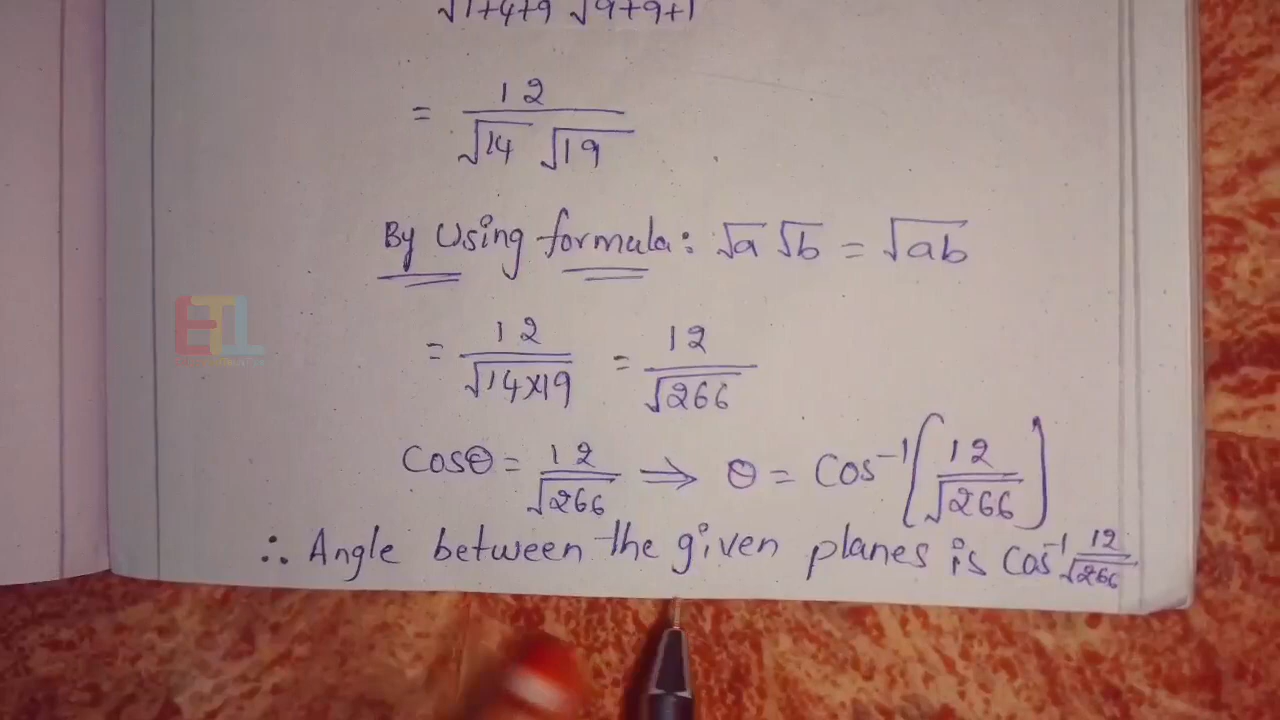 √1+4+9 √9+9+1
= 12/√14 √19
By Using formula: √a √b = √ab
= 12/√14×19 = 12/√266
Cosθ = 12/√266 ⇒ θ = Cos⁻¹(12/√266)
∴ Angle between the given planes is Cos⁻¹ 12/√266
ETL